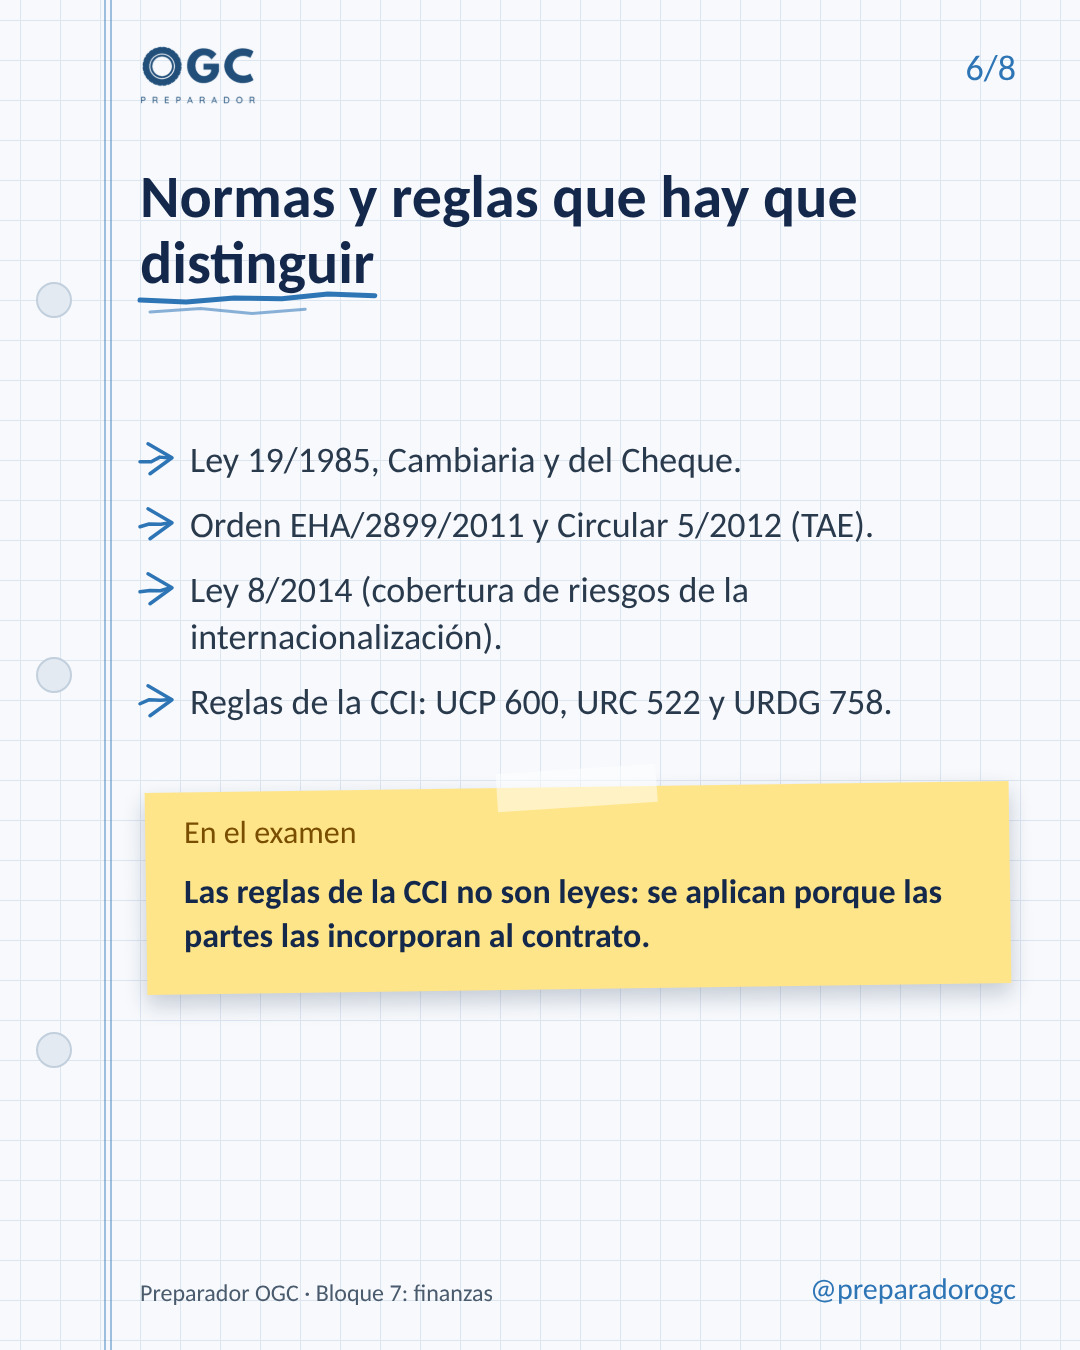 OGC
PREPARADOR
6/8
Normas y reglas que hay que
distinguir
Ley 19/1985, Cambiaria y del Cheque.
Orden EHA/2899/2011 y Circular 5/2012 (TAE).
Ley 8/2014 (cobertura de riesgos de la
internacionalización).
Reglas de la CCI: UCP 600, URC 522 y URDG 758.
En el examen
Las reglas de la CCI no son leyes: se aplican porque las
partes las incorporan al contrato.
Preparador OGC · Bloque 7: finanzas
@preparadorogc